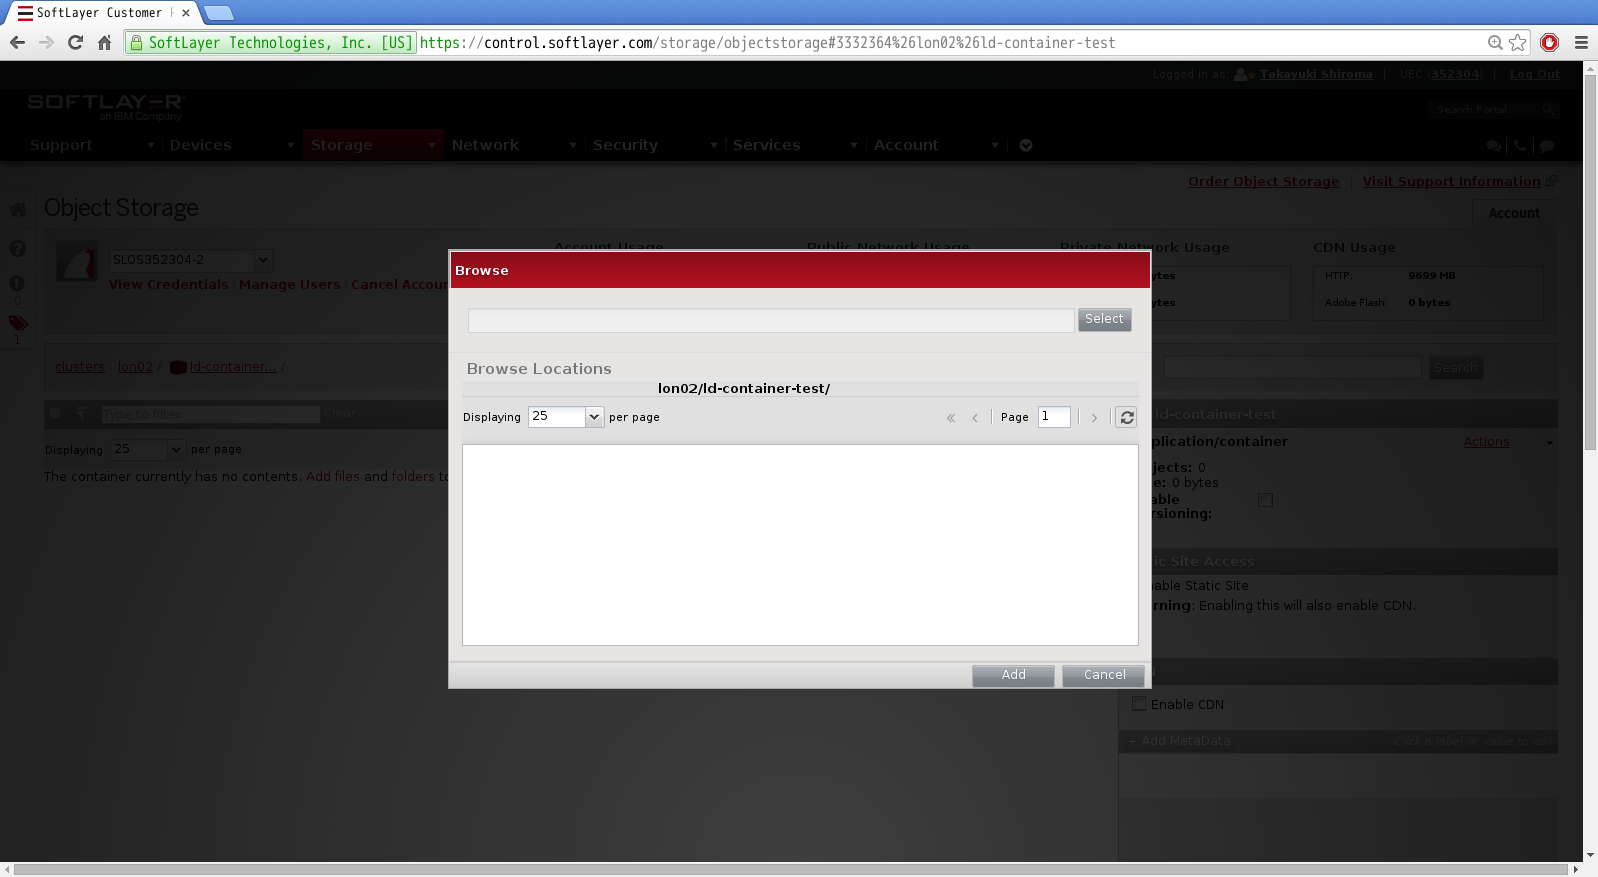 SoftLayer Customer
SoftLayer Technologies, Inc. [US] https://control.softlayer.com/storage/objectstorage#3332364%26lon02%26ld-container-test
Logged in as: Takayuki Shiroma | UEC (352304) | Log Out
SOFTLAYER
an IBM Company
Search Portal
Support Devices Storage Network Security Services Account
Order Object Storage | Visit Support Information
Object Storage
Account
Account Usage Public Network Usage Private Network Usage CDN Usage
SLOS352304-2
View Credentials | Manage Users | Cancel Accou
ytes
ytes
HTTP: 9699 MB
Adobe Flash: 0 bytes
0
1
Browse
Select
clusters : lon02 / ld-container... /
Search
Browse Locations
lon02/ld-container-test/
Type to filter Clear
ld-container-test
Displaying 25 per page
« < Page 1 >
Displaying 25 per page
plication/container Actions
The container currently has no contents. Add files and folders to
jects: 0
e: 0 bytes
able
rsioning:
ic Site Access
able Static Site
rning: Enabling this will also enable CDN.
Add Cancel
Enable CDN
+ Add MetaData Click a label or value to edit